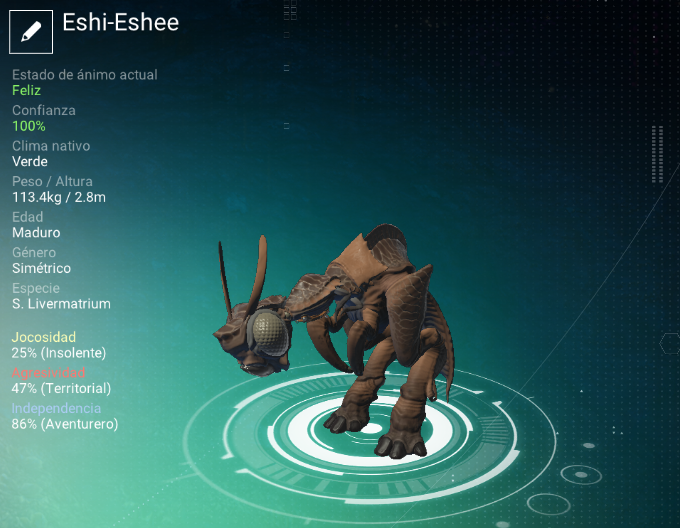 Eshi-Eshee
Estado de ánimo actual
Feliz
Confianza
100%
Clima nativo
Verde
Peso / Altura
113.4kg / 2.8m
Edad
Maduro
Género
Simétrico
Especie
S. Livermatrium
Jocosidad
25% (Insolente)
Agresividad
47% (Territorial)
Independencia
86% (Aventurero)